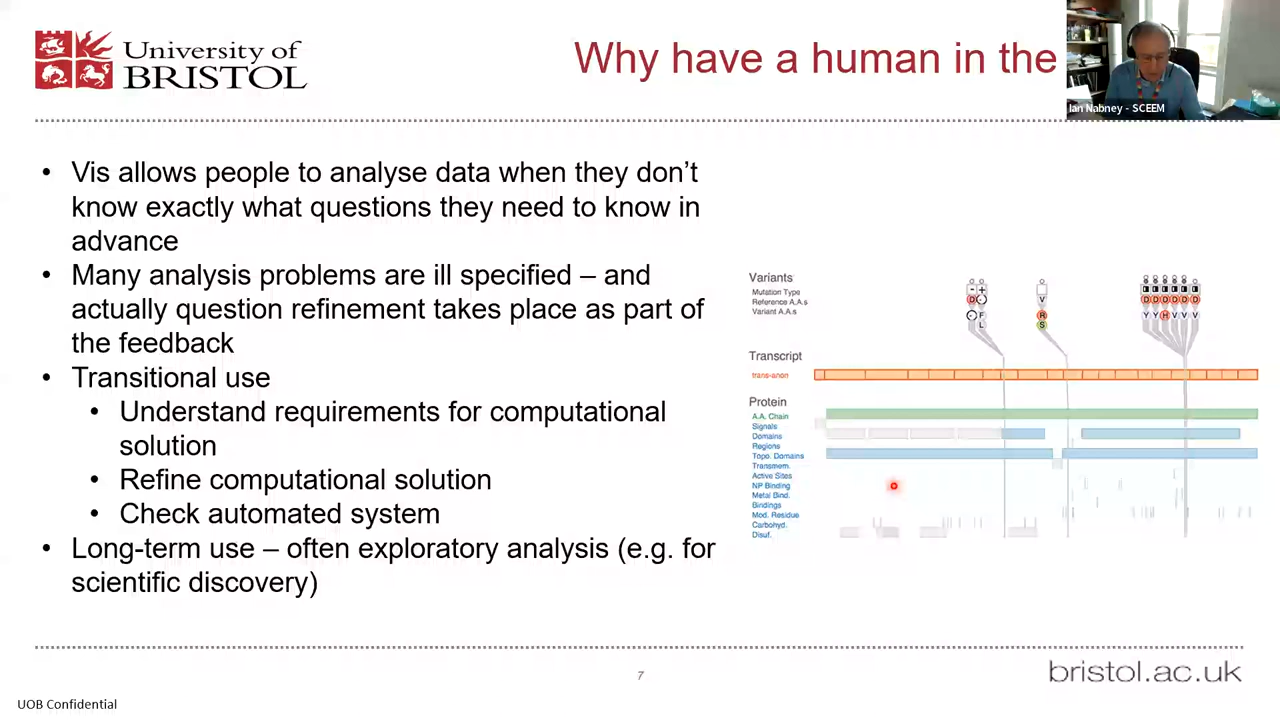 University of
BRISTOL
Why have a human in the
Ian Nabney - SCEEM
• Vis allows people to analyse data when they don't
know exactly what questions they need to know in
advance
• Many analysis problems are ill specified – and
actually question refinement takes place as part of
the feedback
• Transitional use
• Understand requirements for computational
solution
• Refine computational solution
• Check automated system
• Long-term use – often exploratory analysis (e.g. for
scientific discovery)
Variants
Mutation Type
Reference A.A.s
Variant A.A.s
- +
D
V
R
D D D D D D
F
L
S
Y Y H V V V
Transcript
trans-anon
Protein
A.A. Chain
Signals
Domains
Regions
Topo. Domains
Transmem.
Active Sites
NP Binding
Metal Bind.
Bindings
Mod. Residue
Carbohyd.
Disulf.
7
bristol.ac.uk
UOB Confidential